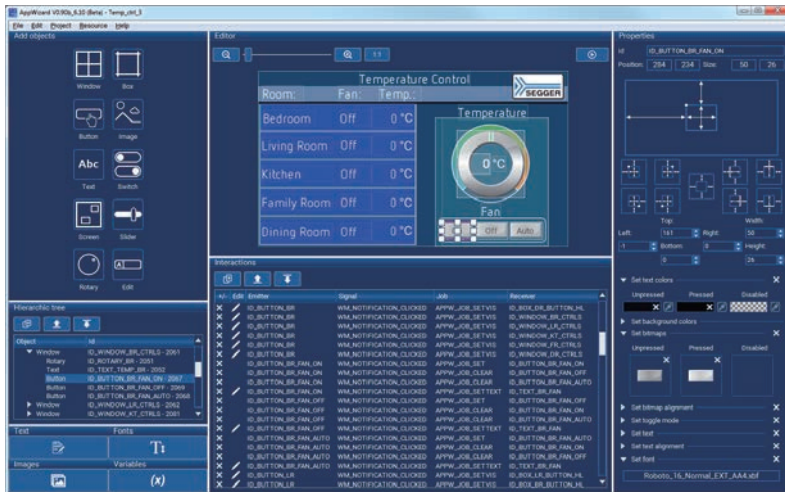 AppWizard V0.90b_6.10 (Beta) - Temp_ctrl_5
File Edit Project Resource Help
Add objects
Window Box
Button Image
Abc
Text Switch
Screen Slider
Rotary Edit
Hierarchic tree
Object Id
Window ID_WINDOW_BR_CTRLS - 2061
Rotary ID_ROTARY_BR - 2051
Text ID_TEXT_TEMP_BR - 2052
Button ID_BUTTON_BR_FAN_ON - 2067
Button ID_BUTTON_BR_FAN_OFF - 2069
Button ID_BUTTON_BR_FAN_AUTO - 2068
Window ID_WINDOW_LR_CTRLS - 2062
Window ID_WINDOW_KT_CTRLS - 2081
Text Fonts
Images Variables
(x)
Editor
1:1
Temperature Control
SEGGER
Room: Fan: Temp.:
Bedroom Off 0 °C
Living Room Off 0 °C
Kitchen Off 0 °C
Family Room Off 0 °C
Dining Room Off 0 °C
Temperature
0 °C
Fan
Off Auto
Interactions
+/- Edit Emitter Signal Job Receiver
X ID_BUTTON_BR WM_NOTIFICATION_CLICKED APPW_JOB_SETVIS ID_BOX_DR_BUTTON_HL
X ID_BUTTON_BR WM_NOTIFICATION_CLICKED APPW_JOB_SETVIS ID_WINDOW_BR_CTRLS
X ID_BUTTON_BR WM_NOTIFICATION_CLICKED APPW_JOB_SETVIS ID_WINDOW_LR_CTRLS
X ID_BUTTON_BR WM_NOTIFICATION_CLICKED APPW_JOB_SETVIS ID_WINDOW_KT_CTRLS
X ID_BUTTON_BR WM_NOTIFICATION_CLICKED APPW_JOB_SETVIS ID_WINDOW_FR_CTRLS
X ID_BUTTON_BR WM_NOTIFICATION_CLICKED APPW_JOB_SETVIS ID_WINDOW_DR_CTRLS
X ID_BUTTON_BR_FAN_ON WM_NOTIFICATION_CLICKED APPW_JOB_SET ID_BUTTON_BR_FAN_ON
X ID_BUTTON_BR_FAN_ON WM_NOTIFICATION_CLICKED APPW_JOB_CLEAR ID_BUTTON_BR_FAN_OFF
X ID_BUTTON_BR_FAN_ON WM_NOTIFICATION_CLICKED APPW_JOB_CLEAR ID_BUTTON_BR_FAN_AUTO
X ID_BUTTON_BR_FAN_ON WM_NOTIFICATION_CLICKED APPW_JOB_SETTEXT ID_TEXT_BR_FAN
X ID_BUTTON_BR_FAN_OFF WM_NOTIFICATION_CLICKED APPW_JOB_SET ID_BUTTON_BR_FAN_OFF
X ID_BUTTON_BR_FAN_OFF WM_NOTIFICATION_CLICKED APPW_JOB_CLEAR ID_BUTTON_BR_FAN_ON
X ID_BUTTON_BR_FAN_OFF WM_NOTIFICATION_CLICKED APPW_JOB_CLEAR ID_BUTTON_BR_FAN_AUTO
X ID_BUTTON_BR_FAN_OFF WM_NOTIFICATION_CLICKED APPW_JOB_SETTEXT ID_TEXT_BR_FAN
X ID_BUTTON_BR_FAN_AUTO WM_NOTIFICATION_CLICKED APPW_JOB_SET ID_BUTTON_BR_FAN_AUTO
X ID_BUTTON_BR_FAN_AUTO WM_NOTIFICATION_CLICKED APPW_JOB_CLEAR ID_BUTTON_BR_FAN_ON
X ID_BUTTON_BR_FAN_AUTO WM_NOTIFICATION_CLICKED APPW_JOB_CLEAR ID_BUTTON_BR_FAN_OFF
X ID_BUTTON_BR_FAN_AUTO WM_NOTIFICATION_CLICKED APPW_JOB_SETTEXT ID_TEXT_BR_FAN
X ID_BUTTON_LR WM_NOTIFICATION_CLICKED APPW_JOB_SETVIS ID_BOX_LR_BUTTON_HL
X ID_BUTTON_LR WM_NOTIFICATION_CLICKED APPW_JOB_SETVIS ID_BOX_BR_BUTTON_HL
Properties
Id ID_BUTTON_BR_FAN_ON
Position: 284 234 Size: 50 26
Top: Width:
Left: 161 Right: 50
-1 Bottom: 0 Height:
0 26
Set text colors X
Unpressed Pressed Disabled
Set background colors
Set bitmaps X
Unpressed Pressed Disabled
Set bitmap alignment X
Set toggle mode X
Set text X
Set text alignment X
Set font X
Roboto_16_Normal_EXT_AA4.xbf